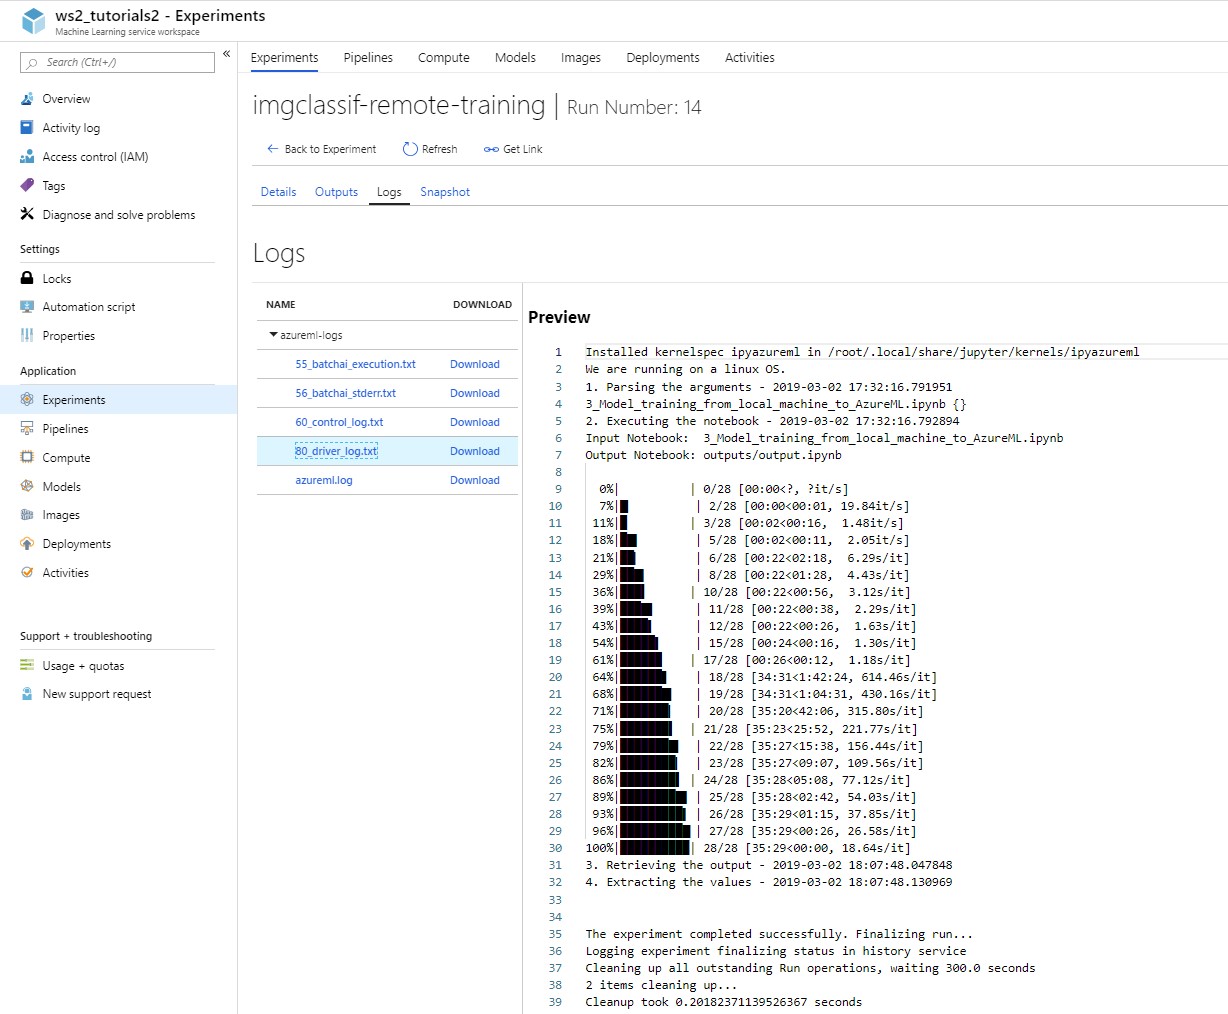 ws2_tutorials2 - Experiments
Machine Learning service workspace
Search (Ctrl+/)
«
Overview
Activity log
Access control (IAM)
Tags
Diagnose and solve problems
Settings
Locks
Automation script
Properties
Application
Experiments
Pipelines
Compute
Models
Images
Deployments
Activities
Support + troubleshooting
Usage + quotas
New support request
Experiments Pipelines Compute Models Images Deployments Activities
imgclassif-remote-training | Run Number: 14
Back to Experiment Refresh Get Link
Details Outputs Logs Snapshot
Logs
NAME DOWNLOAD
azureml-logs
55_batchai_execution.txt Download
56_batchai_stderr.txt Download
60_control_log.txt Download
80_driver_log.txt Download
azureml.log Download
Preview
1 Installed kernelspec ipyazureml in /root/.local/share/jupyter/kernels/ipyazureml
2 We are running on a linux OS.
3 1. Parsing the arguments - 2019-03-02 17:32:16.791951
4 3_Model_training_from_local_machine_to_AzureML.ipynb {}
5 2. Executing the notebook - 2019-03-02 17:32:16.792894
6 Input Notebook:  3_Model_training_from_local_machine_to_AzureML.ipynb
7 Output Notebook: outputs/output.ipynb
8
9 0%| | 0/28 [00:00<?, ?it/s]
10 7%| | 2/28 [00:00<00:01, 19.84it/s]
11 11%| | 3/28 [00:02<00:16,  1.48it/s]
12 18%| | 5/28 [00:02<00:11,  2.05it/s]
13 21%| | 6/28 [00:22<02:18,  6.29s/it]
14 29%| | 8/28 [00:22<01:28,  4.43s/it]
15 36%| | 10/28 [00:22<00:56,  3.12s/it]
16 39%| | 11/28 [00:22<00:38,  2.29s/it]
17 43%| | 12/28 [00:22<00:26,  1.63s/it]
18 54%| | 15/28 [00:24<00:16,  1.30s/it]
19 61%| | 17/28 [00:26<00:12,  1.18s/it]
20 64%| | 18/28 [34:31<1:42:24, 614.46s/it]
21 68%| | 19/28 [34:31<1:04:31, 430.16s/it]
22 71%| | 20/28 [35:20<42:06, 315.80s/it]
23 75%| | 21/28 [35:23<25:52, 221.77s/it]
24 79%| | 22/28 [35:27<15:38, 156.44s/it]
25 82%| | 23/28 [35:27<09:07, 109.56s/it]
26 86%| | 24/28 [35:28<05:08, 77.12s/it]
27 89%| | 25/28 [35:28<02:42, 54.03s/it]
28 93%| | 26/28 [35:29<01:15, 37.85s/it]
29 96%| | 27/28 [35:29<00:26, 26.58s/it]
30 100%| | 28/28 [35:29<00:00, 18.64s/it]
31 3. Retrieving the output - 2019-03-02 18:07:48.047848
32 4. Extracting the values - 2019-03-02 18:07:48.130969
33
34
35 The experiment completed successfully. Finalizing run...
36 Logging experiment finalizing status in history service
37 Cleaning up all outstanding Run operations, waiting 300.0 seconds
38 2 items cleaning up...
39 Cleanup took 0.20182371139526367 seconds